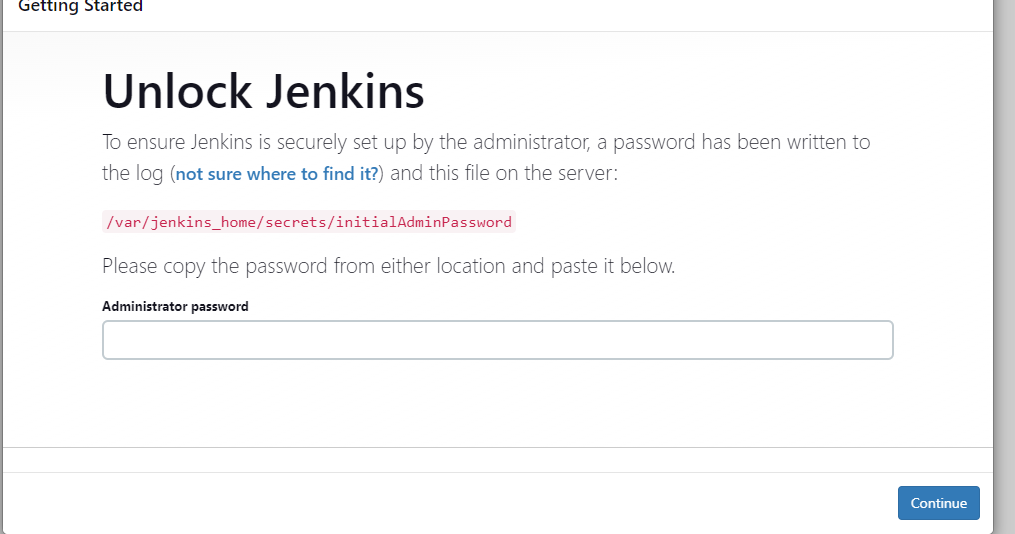 Getting Started
Unlock Jenkins
To ensure Jenkins is securely set up by the administrator, a password has been written to
the log (not sure where to find it?) and this file on the server:
/var/jenkins_home/secrets/initialAdminPassword
Please copy the password from either location and paste it below.
Administrator password
Continue